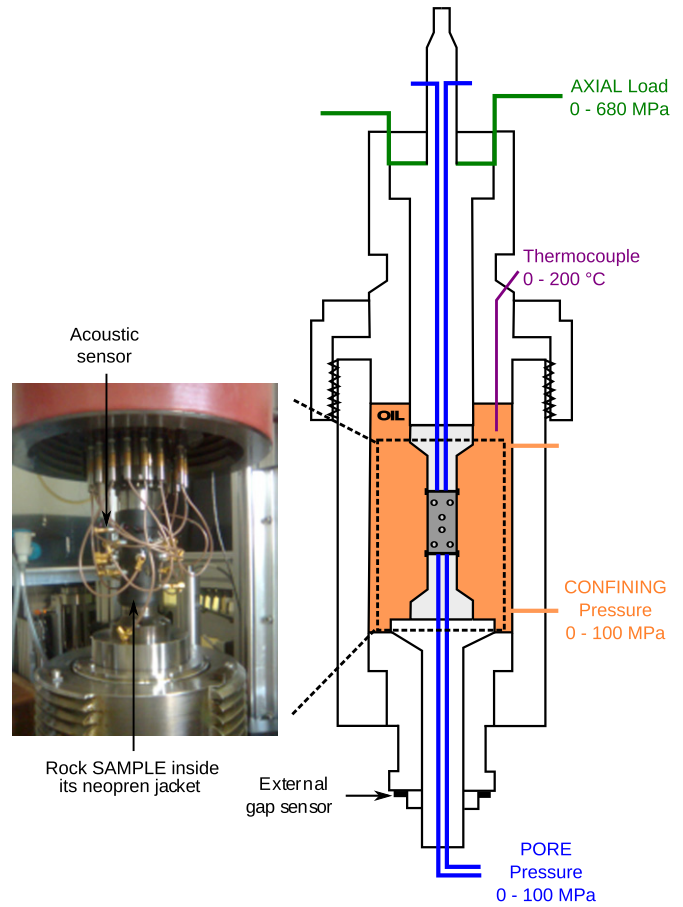 AXIAL Load
0 - 680 MPa
Thermocouple
0 - 200 °C
Acoustic
sensor
OIL
CONFINING
Pressure
0 - 100 MPa
Rock SAMPLE inside
its neopren jacket
External
gap sensor
PORE
Pressure
0 - 100 MPa